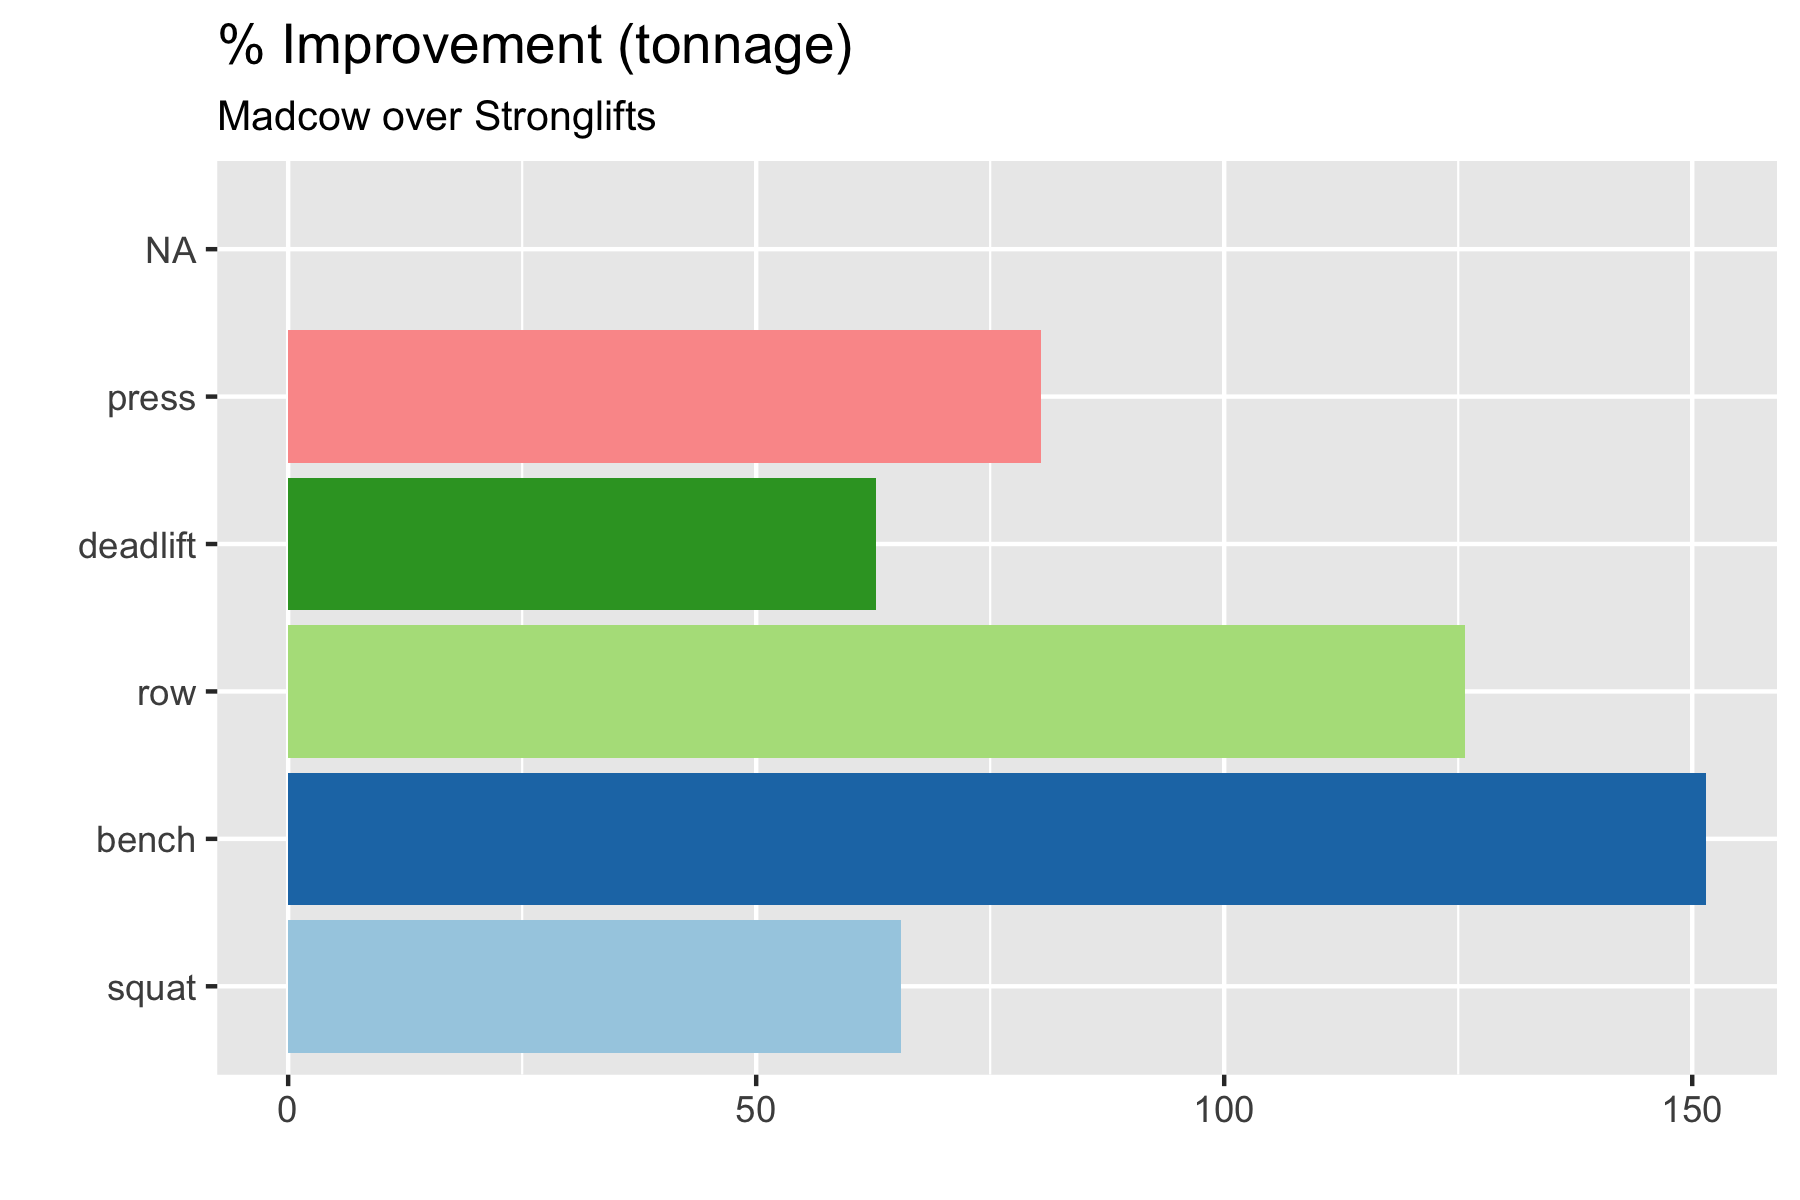 % Improvement (tonnage)
Madcow over Stronglifts
NA
press
deadlift
row
bench
squat
0 50 100 150